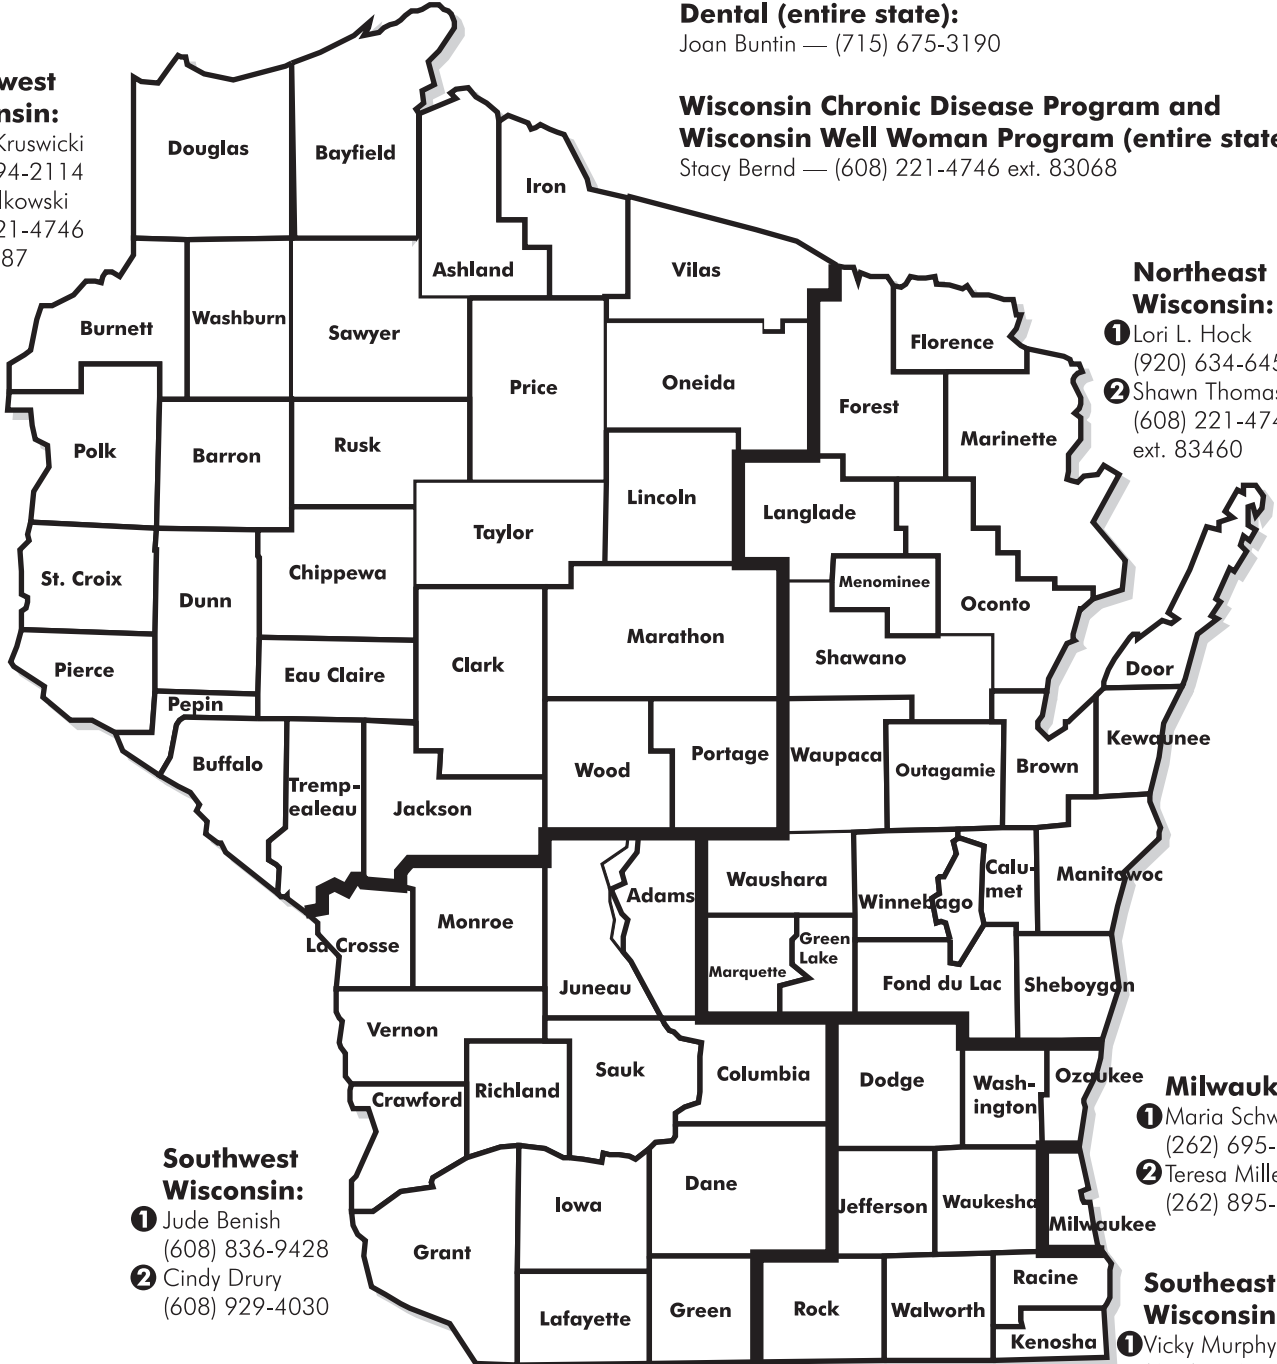 Dental (entire state):
Joan Buntin — (715) 675-3190
Wisconsin Chronic Disease Program and
Wisconsin Well Woman Program (entire state
Stacy Bernd — (608) 221-4746 ext. 83068
west
nsin:
Kruswicki
94-2114
lkowski
21-4746
87
Northeast
Wisconsin:
❶ Lori L. Hock
(920) 634-645
❷ Shawn Thomas
(608) 221-474
ext. 83460
Douglas
Bayfield
Iron
Ashland
Vilas
Burnett
Washburn
Sawyer
Florence
Price
Oneida
Forest
Marinette
Polk
Barron
Rusk
Lincoln
Langlade
Taylor
St. Croix
Dunn
Chippewa
Menominee
Oconto
Marathon
Clark
Shawano
Pierce
Eau Claire
Door
Pepin
Buffalo
Tremp-
ealeau
Jackson
Wood
Portage
Waupaca
Outagamie
Brown
Kewaunee
Waushara
Winnebago
Calu-
met
Manitowoc
Adams
Monroe
La Crosse
Juneau
Marquette
Green
Lake
Fond du Lac
Sheboygan
Vernon
Sauk
Columbia
Dodge
Wash-
ington
Ozaukee
Richland
Crawford
Dane
Iowa
Jefferson
Waukesha
Milwaukee
Grant
Lafayette
Green
Rock
Walworth
Racine
Kenosha
Milwauk
❶ Maria Schw
(262) 695-
❷ Teresa Mille
(262) 895-
Southwest
Wisconsin:
❶ Jude Benish
(608) 836-9428
❷ Cindy Drury
(608) 929-4030
Southeast
Wisconsin
❶ Vicky Murphy